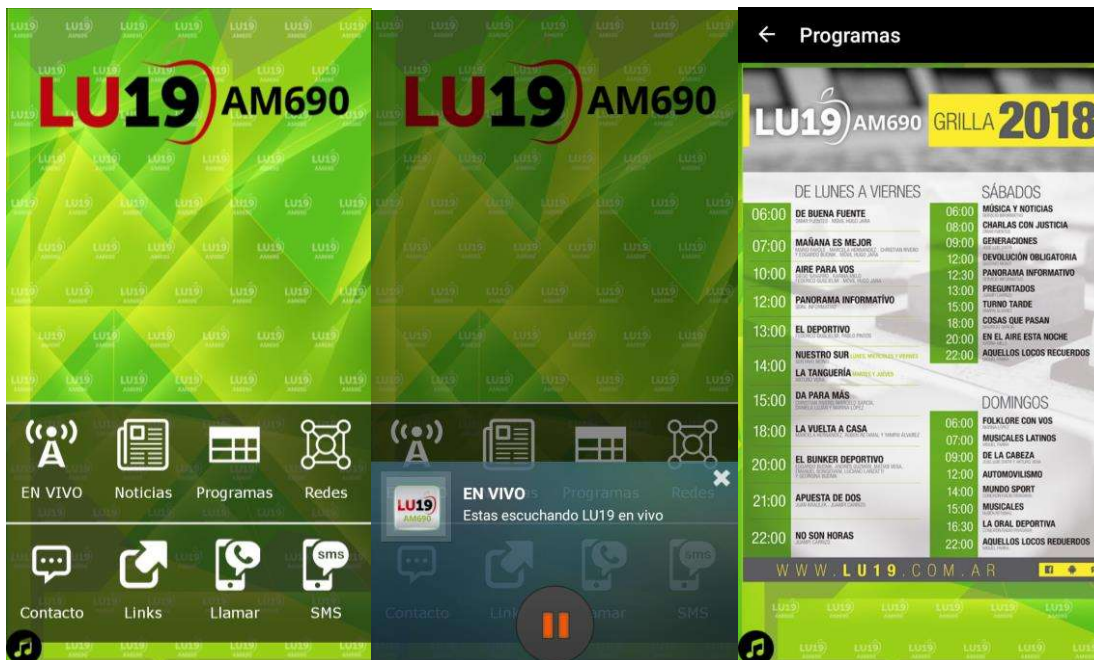 LU19 AM690
EN VIVO
Noticias
Programas
Redes
Contacto
Links
Llamar
sms
SMS
LU19 AM690
LU19
AM690
EN VIVO
Estas escuchando LU19 en vivo
Programas
LU19 AM690 GRILLA 2018
DE LUNES A VIERNES
06:00 DE BUENA FUENTE
07:00 MAÑANA ES MEJOR
10:00 AIRE PARA VOS
12:00 PANORAMA INFORMATÍVO
13:00 EL DEPORTIVO
14:00 NUESTRO SUR
LA TANGUERÍA
15:00 DA PARA MÁS
18:00 LA VUELTA A CASA
20:00 EL BUNKER DEPORTIVO
21:00 APUESTA DE DOS
22:00 NO SON HORAS
SÁBADOS
06:00 MÚSICA Y NOTICIAS
08:00 CHARLAS CON JUSTICIA
09:00 GENERACIONES
12:00 DEVOLUCIÓN OBLIGATORIA
12:30 PANORAMA INFORMATIVO
13:00 PREGUNTADOS
15:00 TURNO TARDE
18:00 COSAS QUE PASAN
20:00 EN EL AIRE ESTA NOCHE
22:00 AQUELLOS LOCOS RECUERDOS
DOMINGOS
06:00 FOLKLORE CON VOS
07:00 MUSICALES LATINOS
09:00 DE LA CABEZA
12:00 AUTOMOVILISMO
14:00 MUNDO SPORT
15:00 MUSICALES
16:30 LA ORAL DEPORTIVA
22:00 AQUELLOS LOCOS REDUERDOS
WWW.LU19.COM.AR